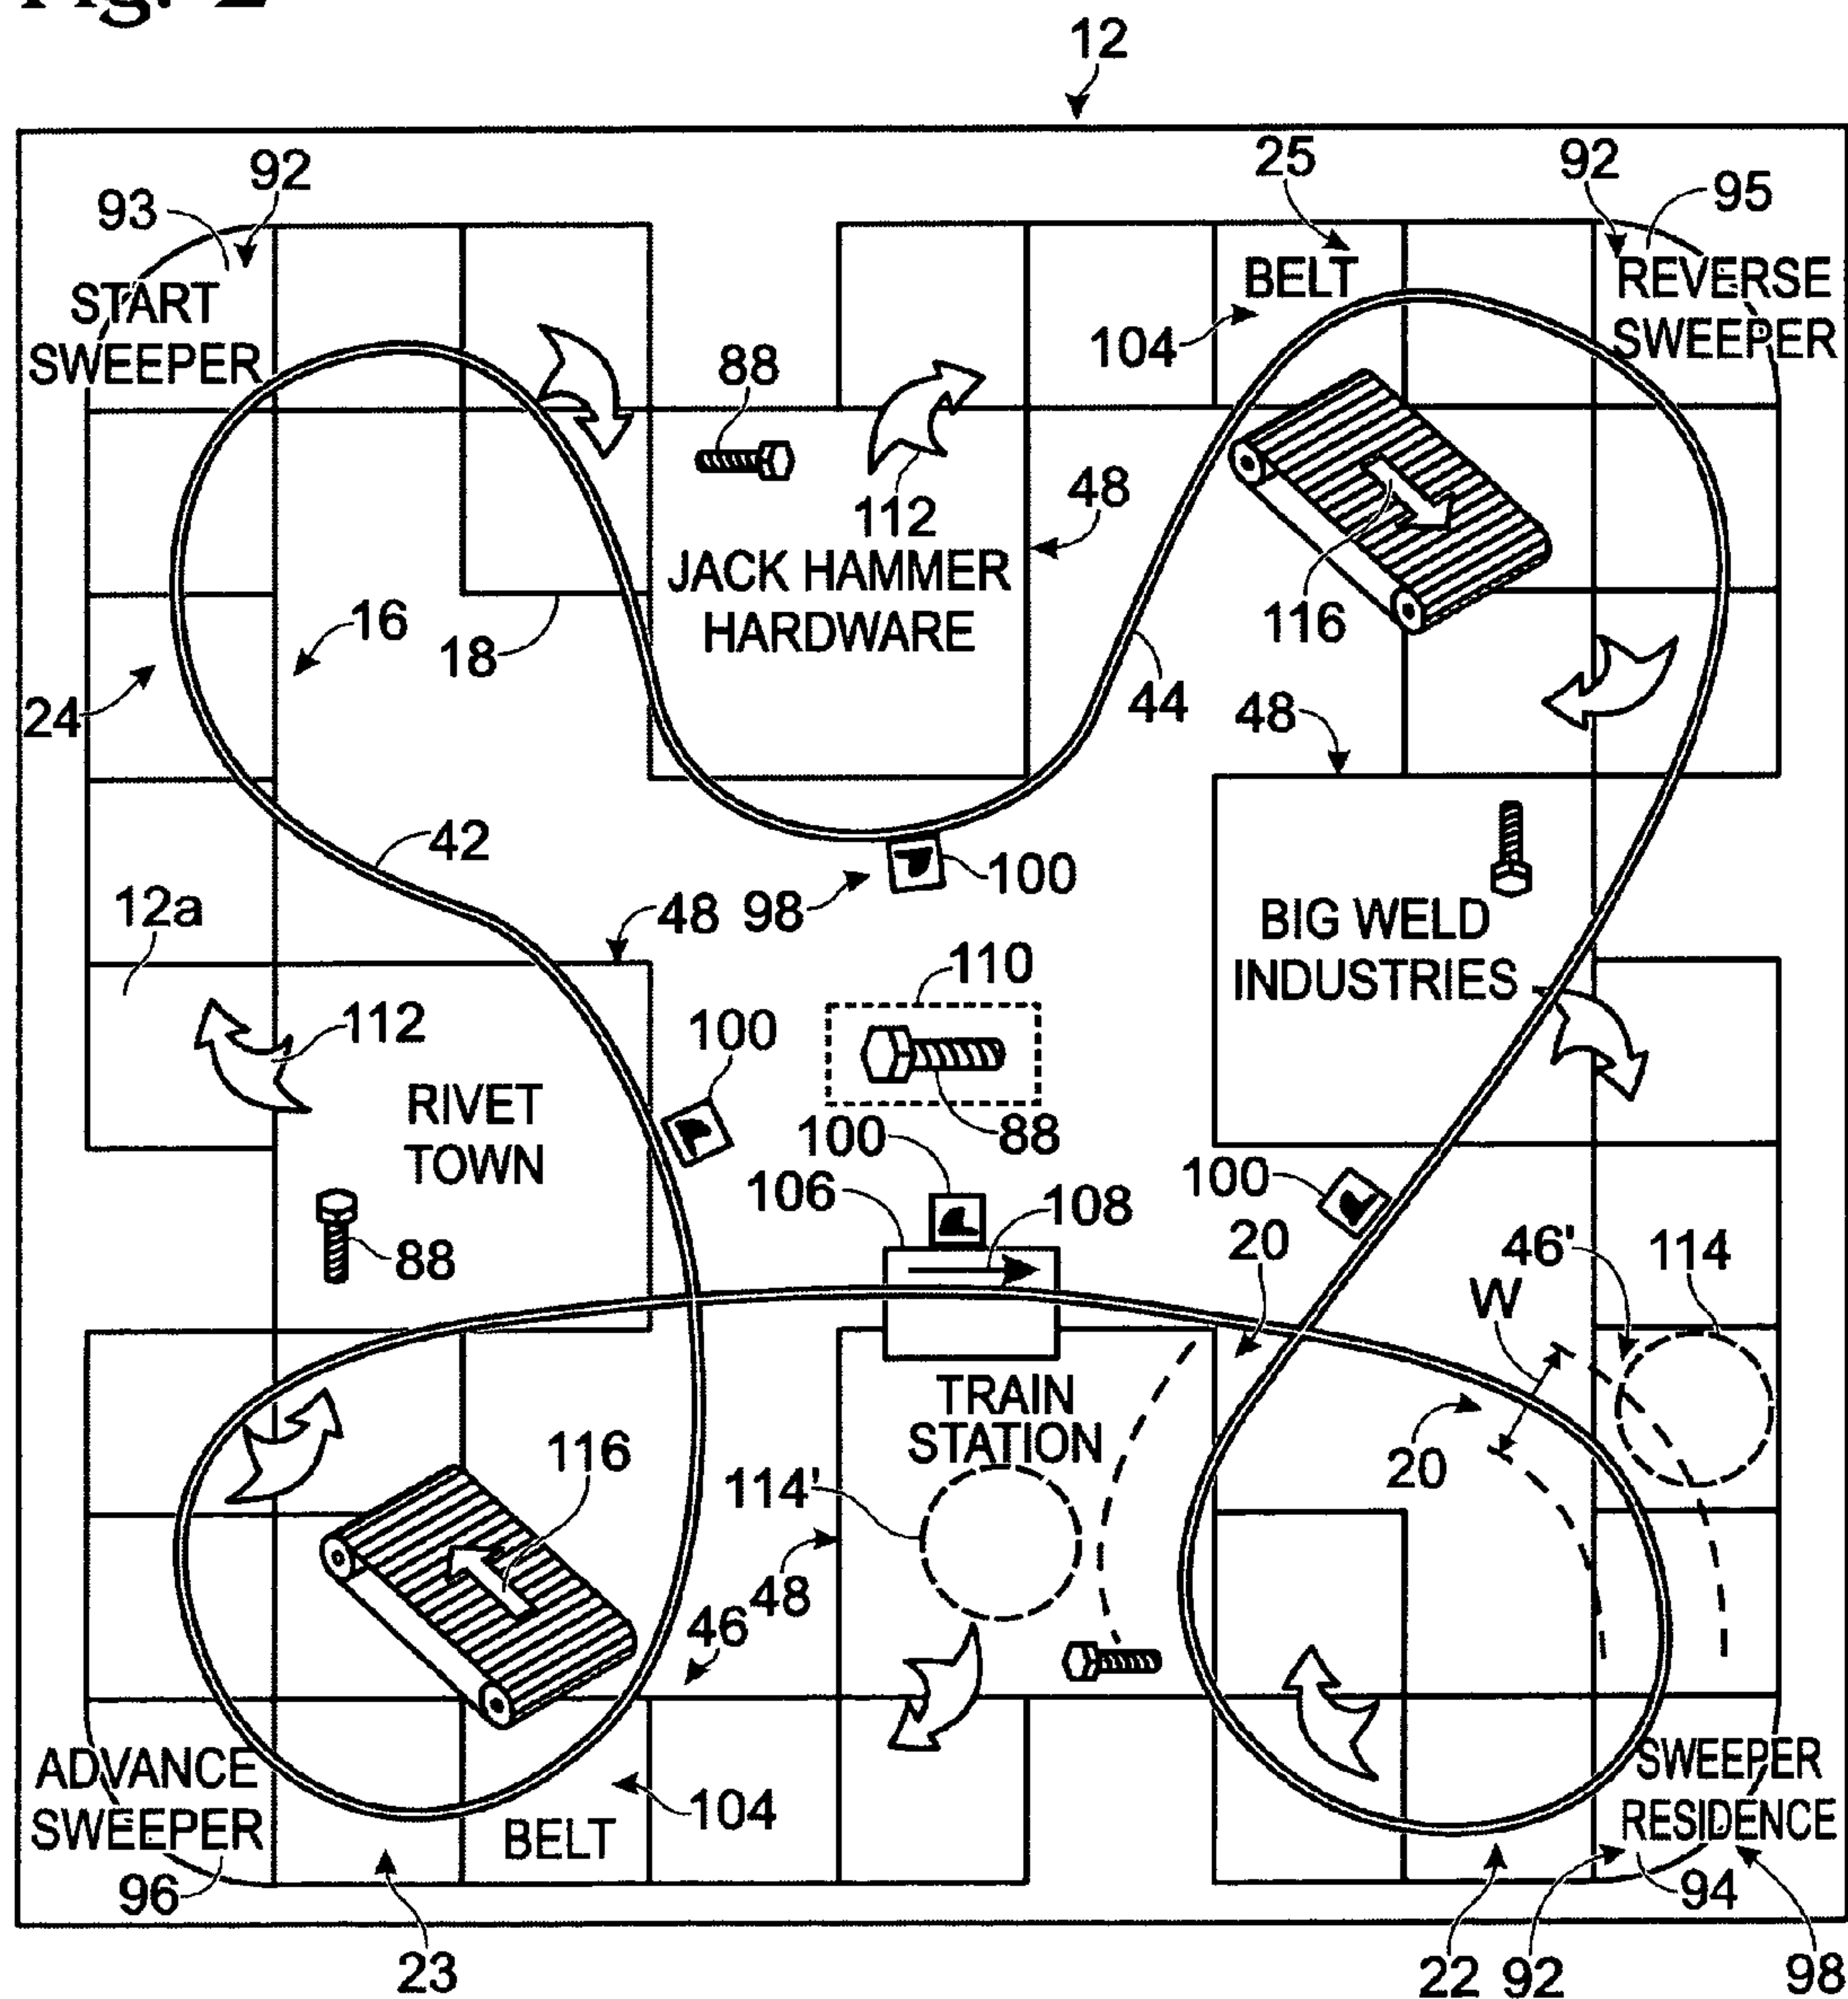 Fig. 2
12
92
25
92
93
95
START
SWEEPER
BELT
REVERSE
SWEEPER
104
88
112
48
JACK HAMMER
HARDWARE
116
16
18
24
44
48
42
100
12a
48
98
BIG WELD
INDUSTRIES
110
112
100
RIVET
TOWN
100
88
106
108
100
20
46'
114
88
W
TRAIN
STATION
116
114'
20
48
46
ADVANCE
SWEEPER
BELT
104
SWEEPER
RESIDENCE
96
94
23
22
92
98